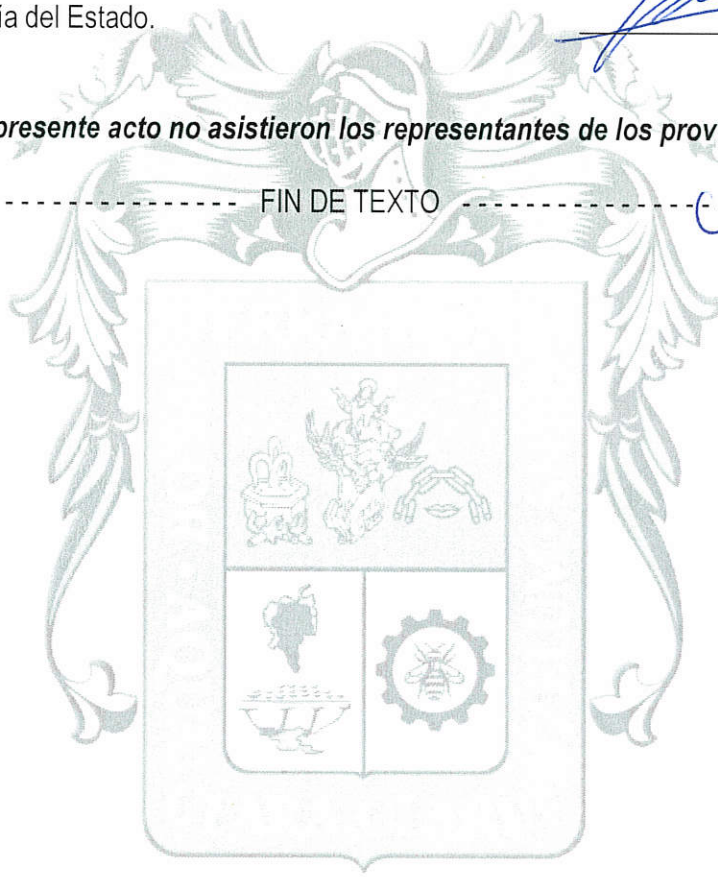 ía del Estado.
presente acto no asistieron los representantes de los prov
- - - - - - - - - - - - - - - - FIN DE TEXTO - - - - - - - - - - - - - - - -